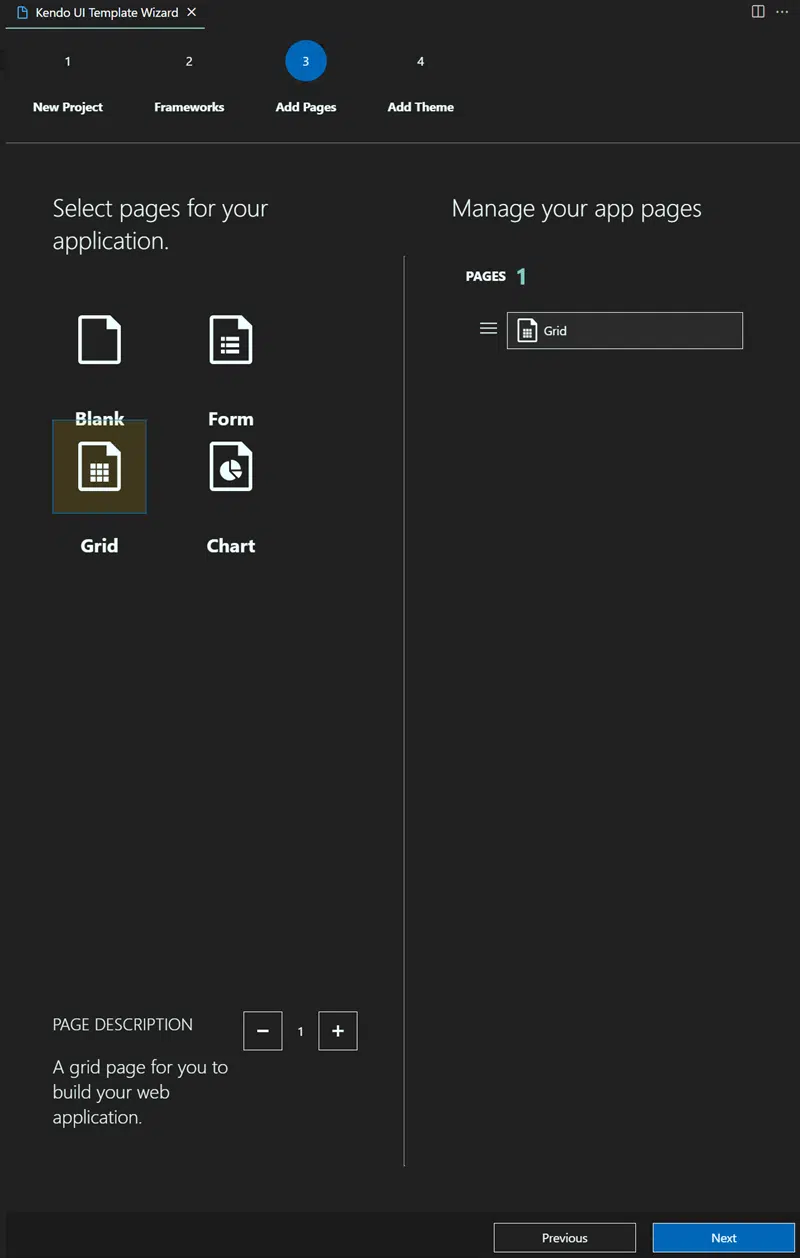 Kendo UI Template Wizard
1
2
3
4
New Project
Frameworks
Add Pages
Add Theme
Select pages for your
application.
Blank
Form
Grid
Chart
PAGE DESCRIPTION
1
A grid page for you to
build your web
application.
Manage your app pages
PAGES 1
Grid
Previous
Next